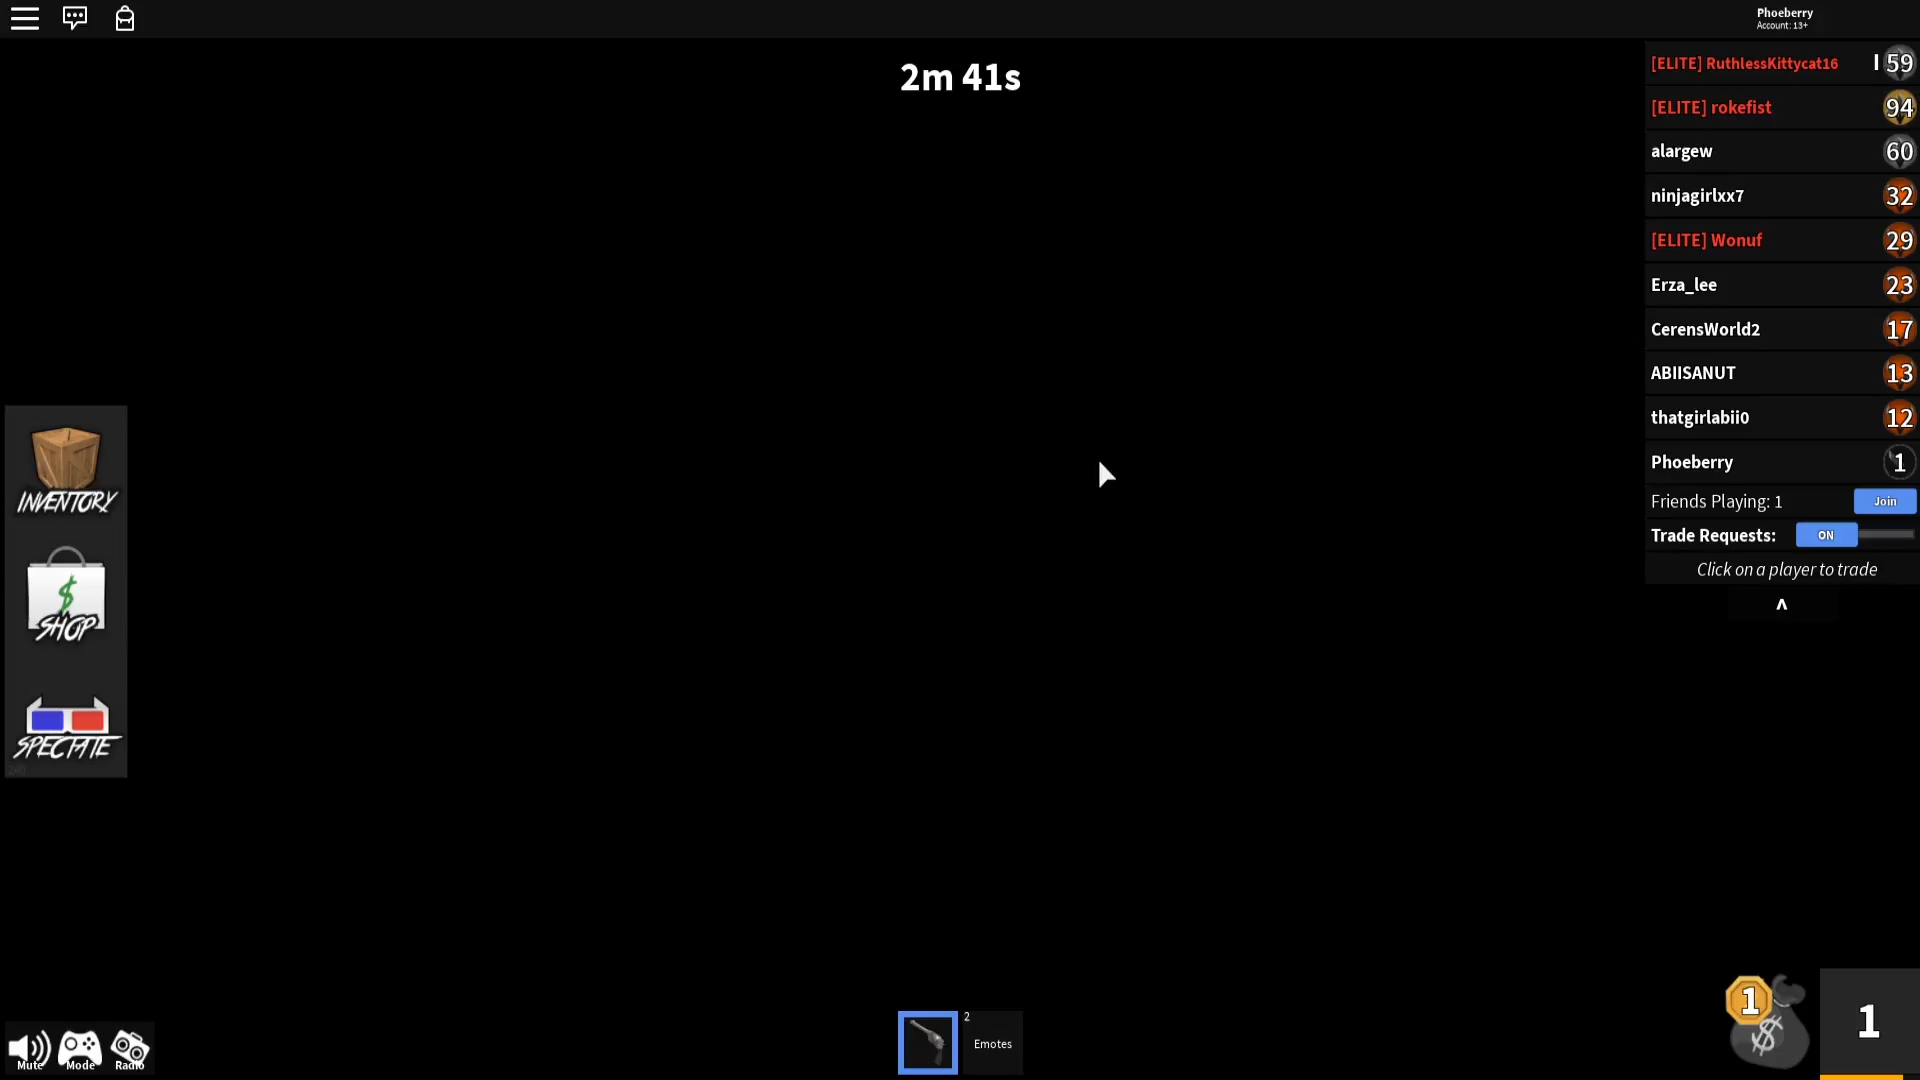 Phoeberry
Account: 13+
2m 41s
[ELITE] RuthlessKittycat16 I 59
[ELITE] rokefist 94
alargew 60
ninjagirlxx7 32
[ELITE] Wonuf 29
Erza_lee 23
CerensWorld2 17
ABIISANUT 13
thatgirlabii0 12
Phoeberry 1
Friends Playing: 1 Join
Trade Requests: ON
Click on a player to trade
INVENTORY
$
SHOP
SPECTATE
Mute Mode Radio
2
Emotes
1
$
1